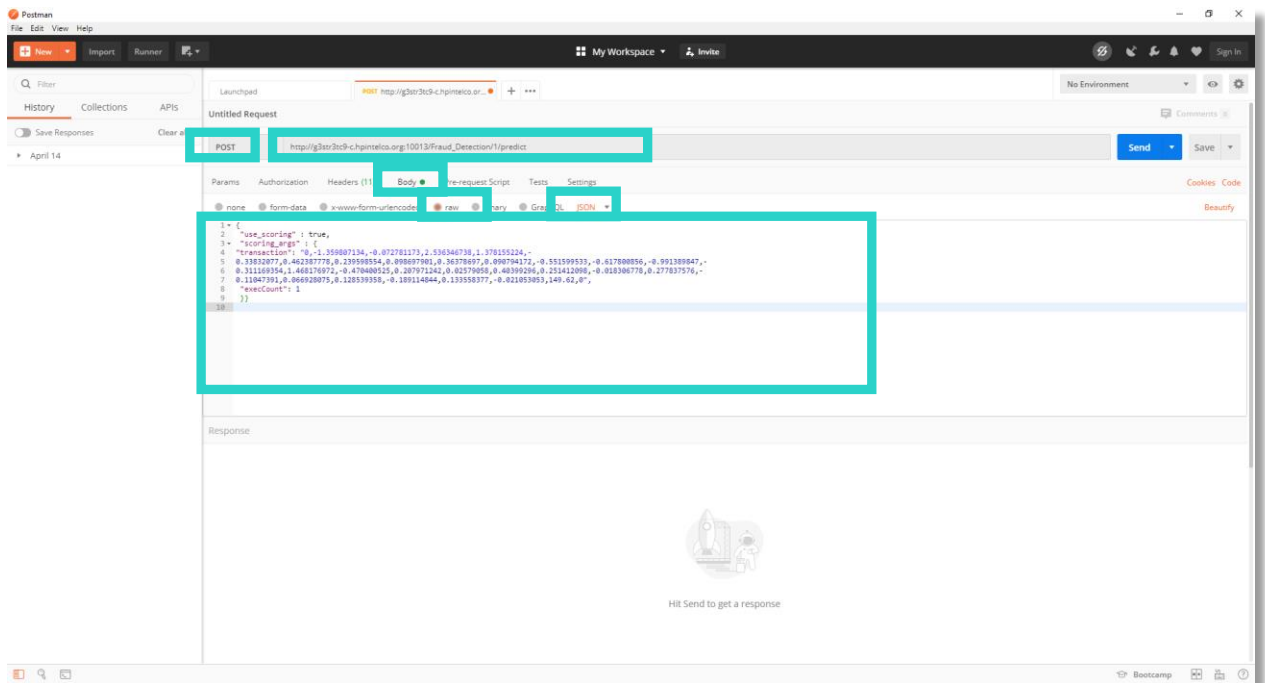 Postman
File Edit View Help
New Import Runner My Workspace Invite Sign In
Filter
History Collections APIs
Save Responses Clear
April 14
Launchpad POST http://g3str3tc9-c.hpintelco.or... + ••• No Environment
Untitled Request Comments 0
POST http://g3str3tc9-c.hpintelco.org:10013/Fraud_Detection/1/predict Send Save
Params Authorization Headers (11 Body Pre-request Script Tests Settings Cookies Code
none form-data x-www-form-urlencoded raw binary GraphQL JSON Beautify
1 {
2 "use_scoring" : true,
3 "scoring_args" : {
4 "transaction": "0,-1.359807134,-0.072781173,2.536346738,1.378155224,-
5 0.33832077,0.462387778,0.239598554,0.098697901,0.36378697,0.090794172,-0.551599533,-0.617800856,-0.991389847,-
6 0.311169354,1.468176972,-0.470400525,0.207971242,0.02579058,0.40399296,0.251412098,-0.018306778,0.277837576,-
7 0.11047391,0.066928075,0.128539358,-0.189114844,0.133558377,-0.021053053,149.62,0",
8 "execCount": 1
9 }}
10
Response
Hit Send to get a response
Bootcamp